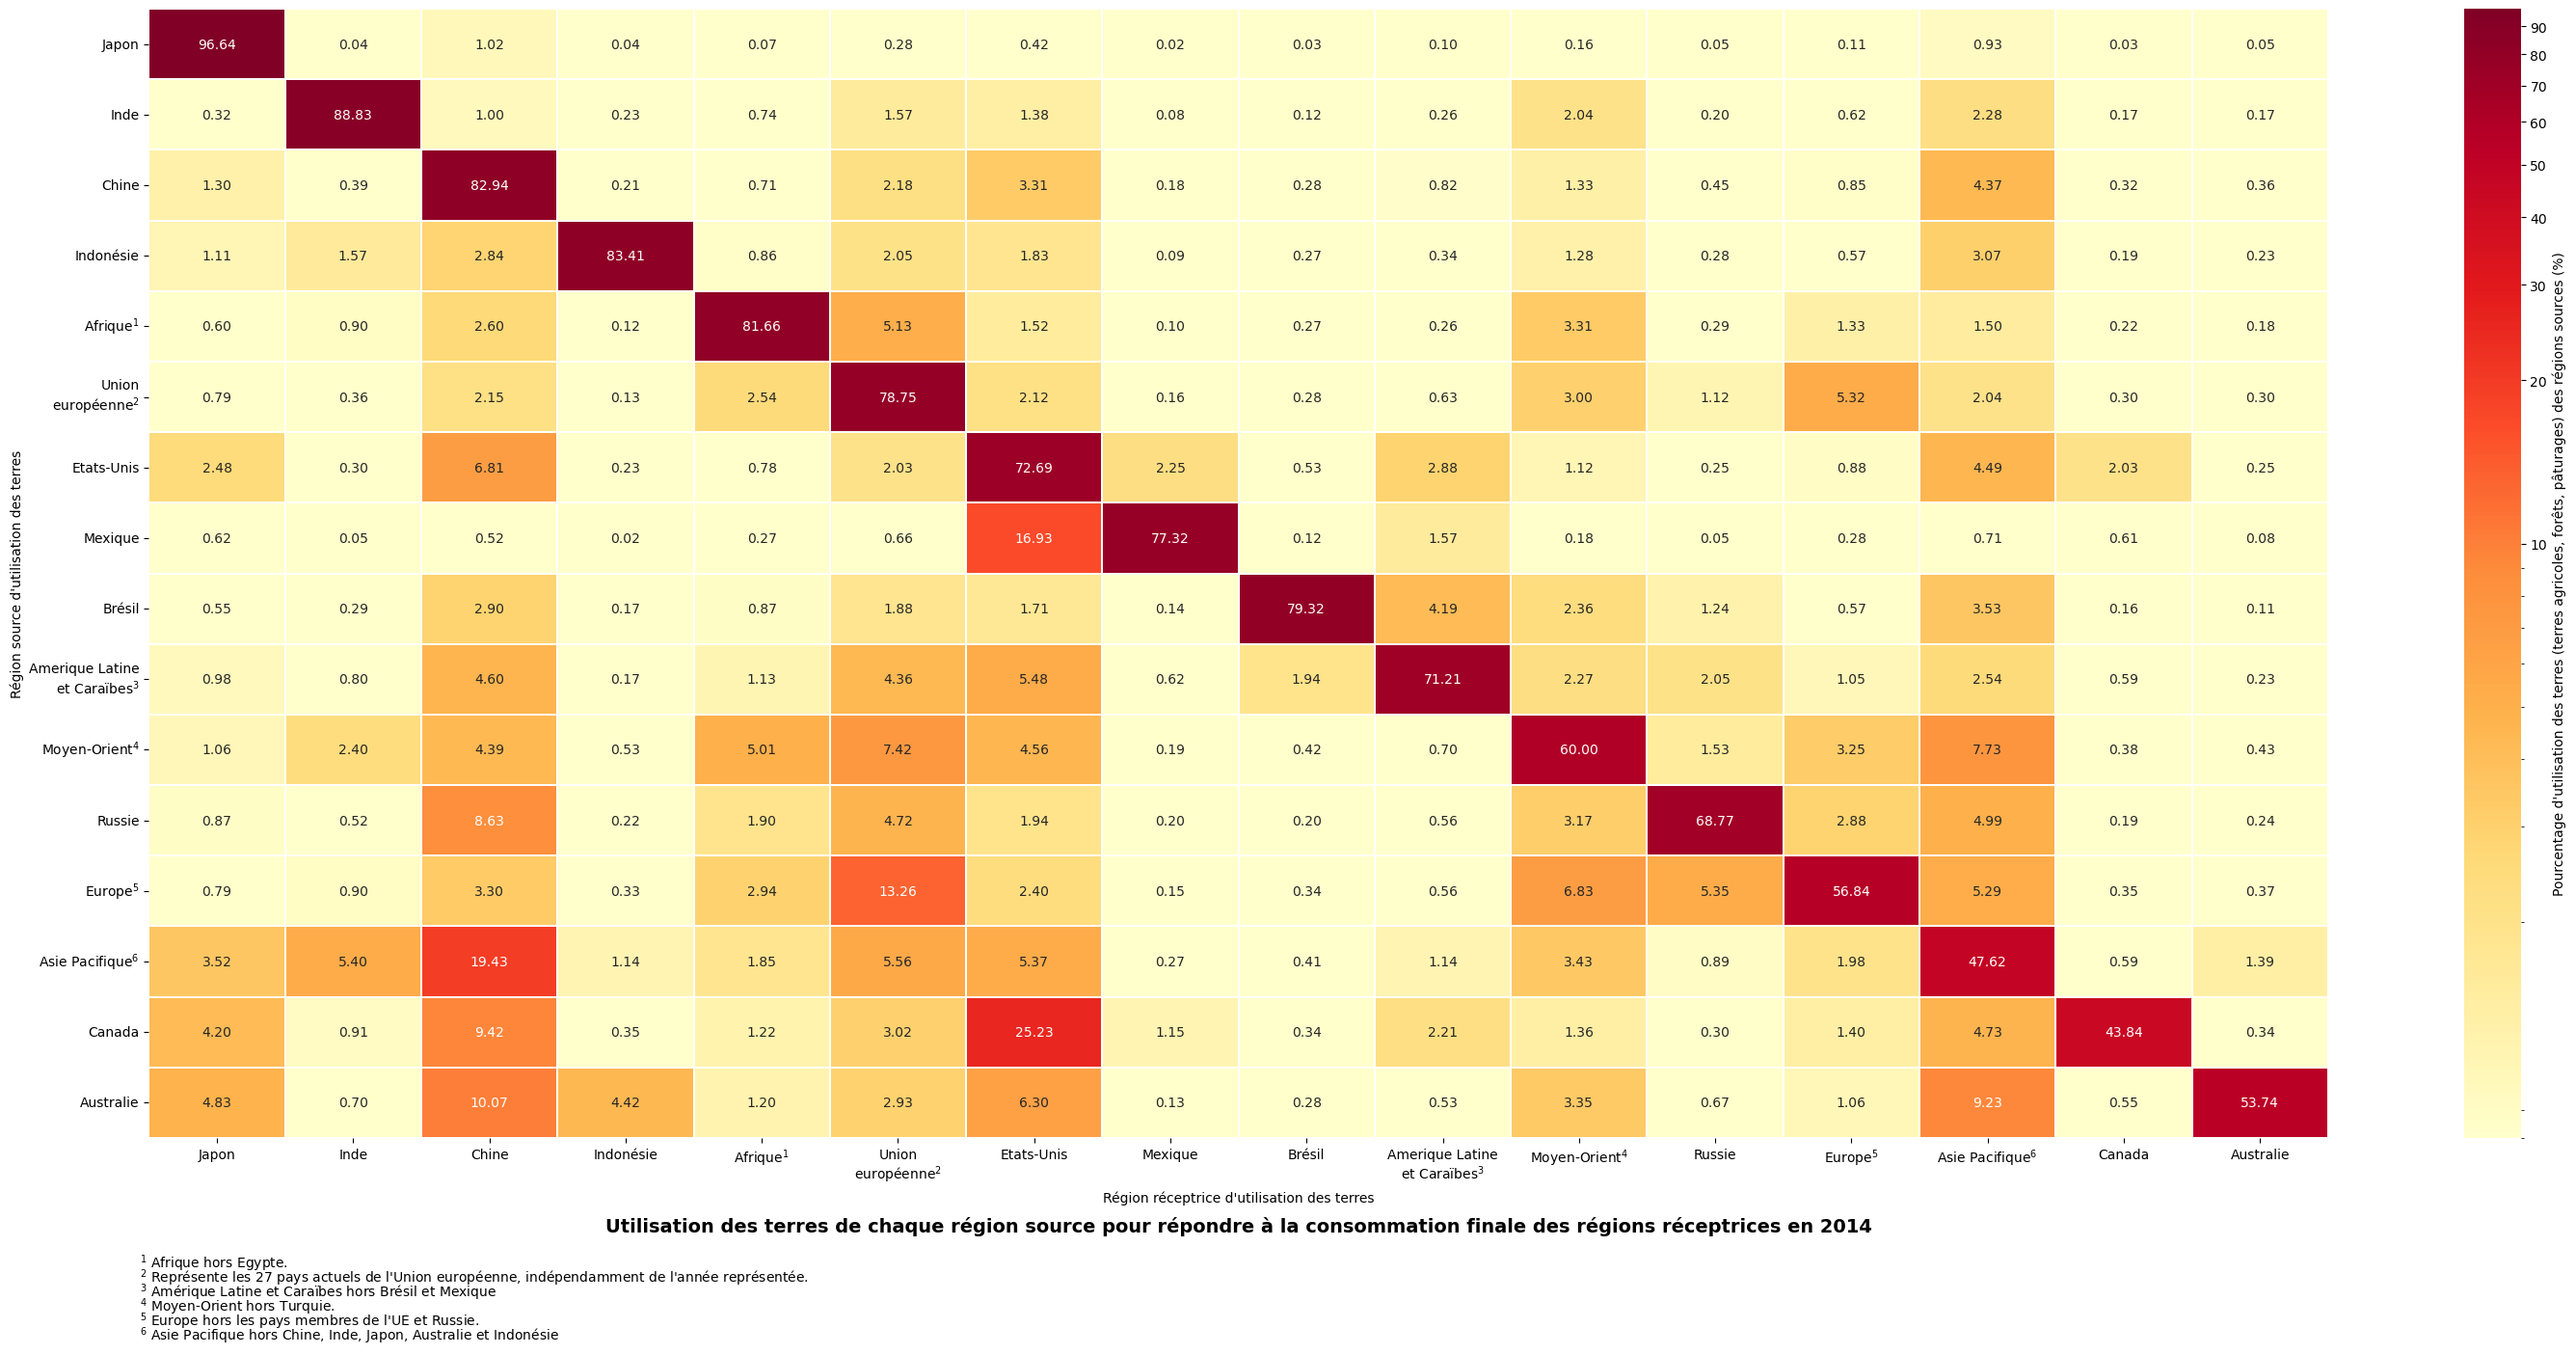 Japon 96.64 0.04 1.02 0.04 0.07 0.28 0.42 0.02 0.03 0.10 0.16 0.05 0.11 0.93 0.03 0.05
Inde 0.32 88.83 1.00 0.23 0.74 1.57 1.38 0.08 0.12 0.26 2.04 0.20 0.62 2.28 0.17 0.17
Chine 1.30 0.39 82.94 0.21 0.71 2.18 3.31 0.18 0.28 0.82 1.33 0.45 0.85 4.37 0.32 0.36
Indonésie 1.11 1.57 2.84 83.41 0.86 2.05 1.83 0.09 0.27 0.34 1.28 0.28 0.57 3.07 0.19 0.23
Afrique¹ 0.60 0.90 2.60 0.12 81.66 5.13 1.52 0.10 0.27 0.26 3.31 0.29 1.33 1.50 0.22 0.18
Union
européenne² 0.79 0.36 2.15 0.13 2.54 78.75 2.12 0.16 0.28 0.63 3.00 1.12 5.32 2.04 0.30 0.30
Etats-Unis 2.48 0.30 6.81 0.23 0.78 2.03 72.69 2.25 0.53 2.88 1.12 0.25 0.88 4.49 2.03 0.25
Mexique 0.62 0.05 0.52 0.02 0.27 0.66 16.93 77.32 0.12 1.57 0.18 0.05 0.28 0.71 0.61 0.08
Brésil 0.55 0.29 2.90 0.17 0.87 1.88 1.71 0.14 79.32 4.19 2.36 1.24 0.57 3.53 0.16 0.11
Amerique Latine
et Caraïbes³ 0.98 0.80 4.60 0.17 1.13 4.36 5.48 0.62 1.94 71.21 2.27 2.05 1.05 2.54 0.59 0.23
Moyen-Orient⁴ 1.06 2.40 4.39 0.53 5.01 7.42 4.56 0.19 0.42 0.70 60.00 1.53 3.25 7.73 0.38 0.43
Russie 0.87 0.52 8.63 0.22 1.90 4.72 1.94 0.20 0.20 0.56 3.17 68.77 2.88 4.99 0.19 0.24
Europe⁵ 0.79 0.90 3.30 0.33 2.94 13.26 2.40 0.15 0.34 0.56 6.83 5.35 56.84 5.29 0.35 0.37
Asie Pacifique⁶ 3.52 5.40 19.43 1.14 1.85 5.56 5.37 0.27 0.41 1.14 3.43 0.89 1.98 47.62 0.59 1.39
Canada 4.20 0.91 9.42 0.35 1.22 3.02 25.23 1.15 0.34 2.21 1.36 0.30 1.40 4.73 43.84 0.34
Australie 4.83 0.70 10.07 4.42 1.20 2.93 6.30 0.13 0.28 0.53 3.35 0.67 1.06 9.23 0.55 53.74
Région source d'utilisation des terres
Japon Inde Chine Indonésie Afrique¹ Union Etats-Unis Mexique Brésil Amerique Latine Moyen-Orient⁴ Russie Europe⁵ Asie Pacifique⁶ Canada Australie
européenne² et Caraïbes³
Région réceptrice d'utilisation des terres
90
80
70
60
50
40
30
20
10
Pourcentage d'utilisation des terres (terres agricoles, forêts, pâturages) des régions sources (%)
Utilisation des terres de chaque région source pour répondre à la consommation finale des régions réceptrices en 2014
¹ Afrique hors Egypte.
² Représente les 27 pays actuels de l'Union européenne, indépendamment de l'année représentée.
³ Amérique Latine et Caraïbes hors Brésil et Mexique
⁴ Moyen-Orient hors Turquie.
⁵ Europe hors les pays membres de l'UE et Russie.
⁶ Asie Pacifique hors Chine, Inde, Japon, Australie et Indonésie